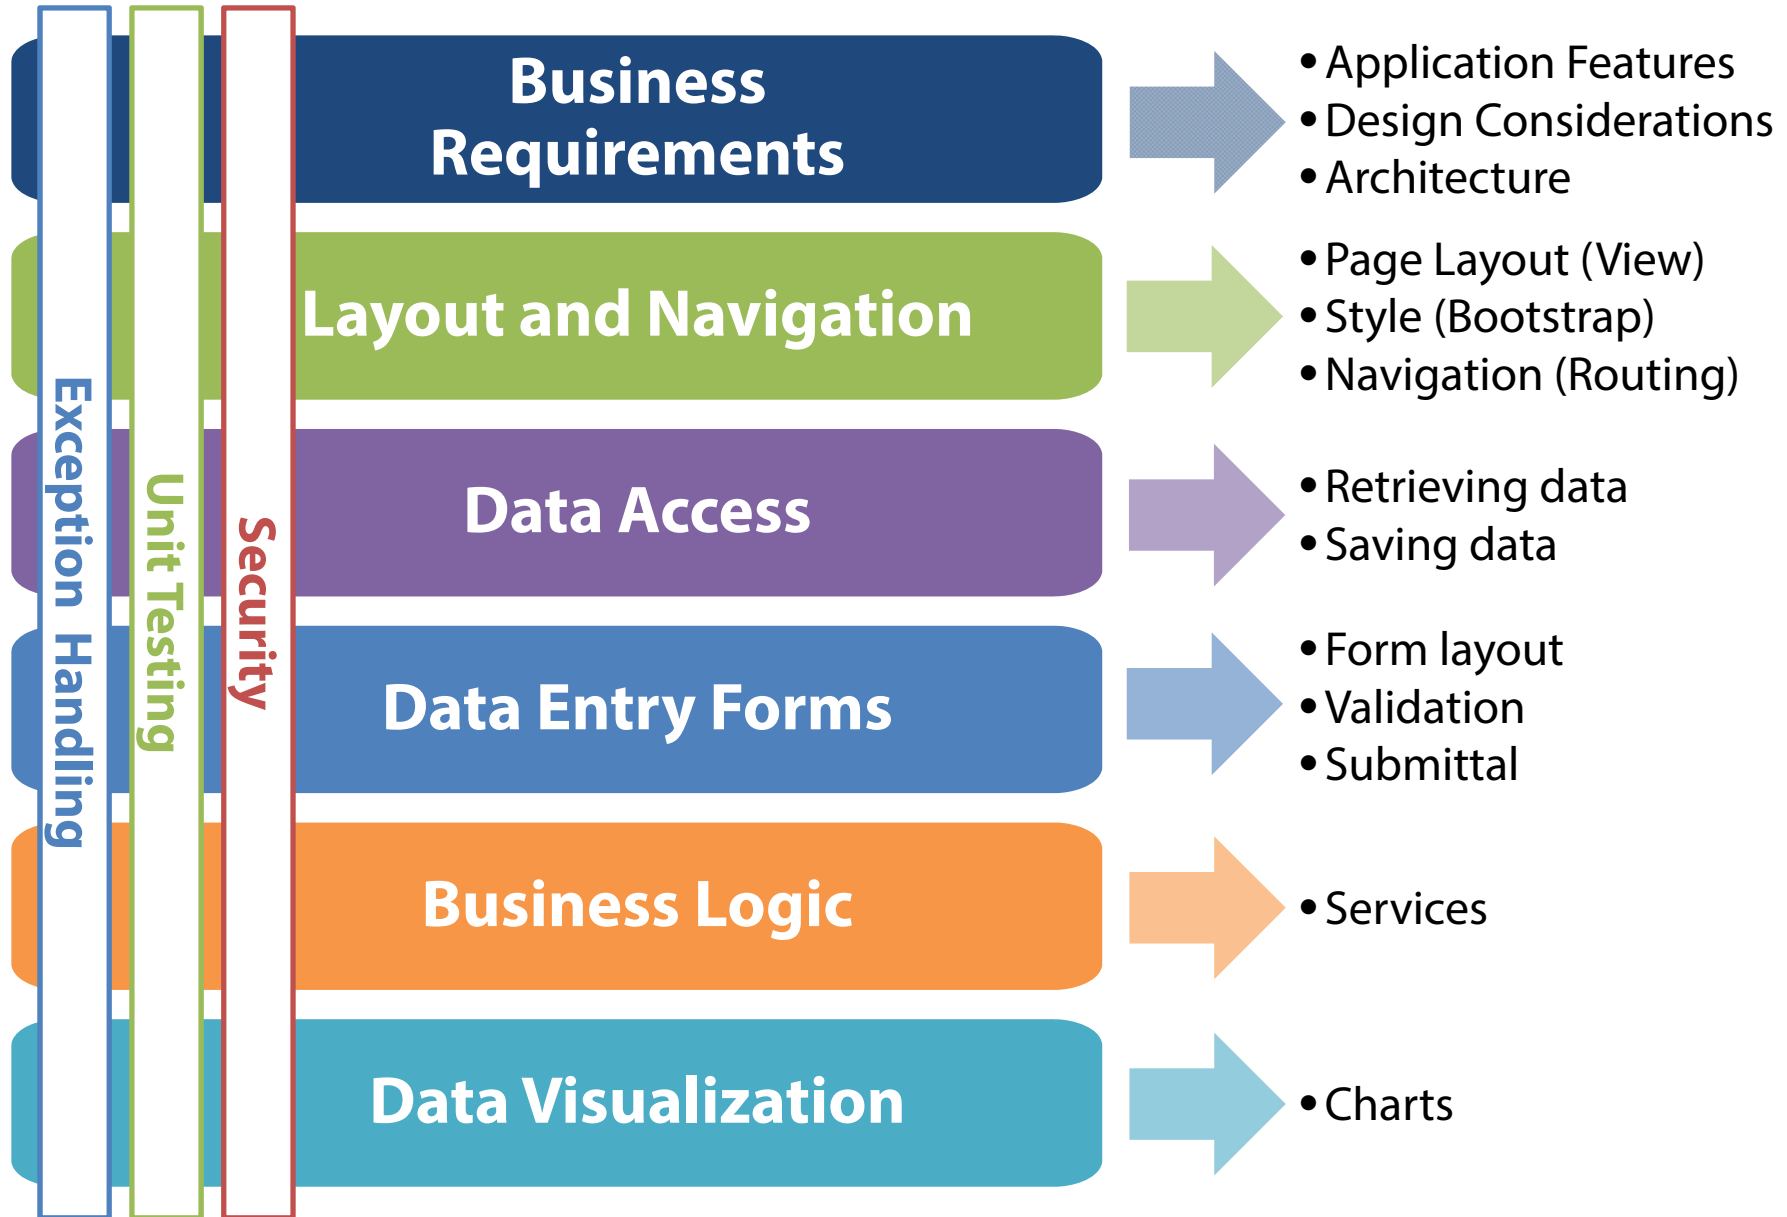 Exception Handling
Unit Testing
Security
Business
Requirements
• Application Features
• Design Considerations
• Architecture
Layout and Navigation
• Page Layout (View)
• Style (Bootstrap)
• Navigation (Routing)
Data Access
• Retrieving data
• Saving data
Data Entry Forms
• Form layout
• Validation
• Submittal
Business Logic
• Services
Data Visualization
• Charts